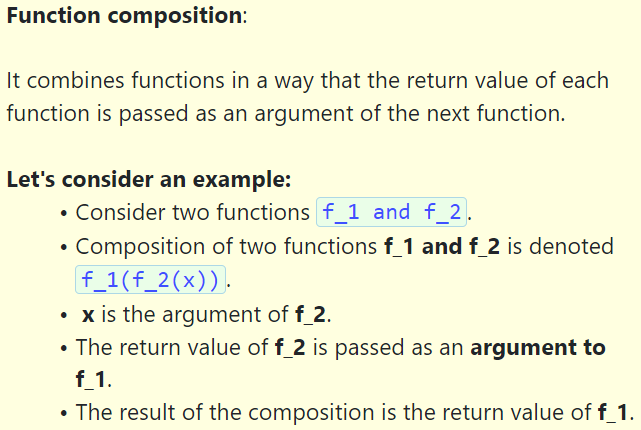 Function composition:
It combines functions in a way that the return value of each
function is passed as an argument of the next function.
Let's consider an example:
• Consider two functions f_1 and f_2.
• Composition of two functions f_1 and f_2 is denoted
f_1(f_2(x)).
• x is the argument of f_2.
• The return value of f_2 is passed as an argument to
f_1.
• The result of the composition is the return value of f_1.